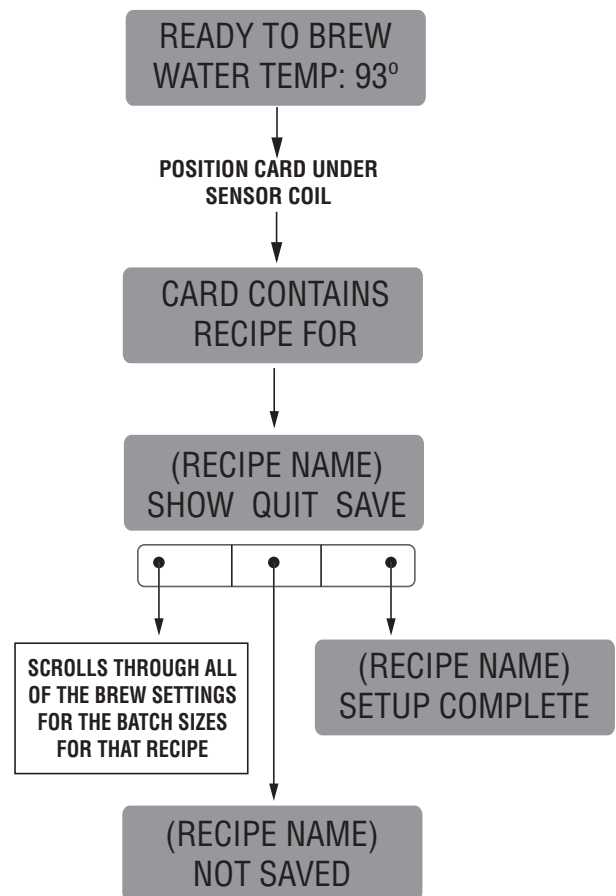 READY TO BREW
WATER TEMP: 93º
POSITION CARD UNDER
SENSOR COIL
CARD CONTAINS
RECIPE FOR
(RECIPE NAME)
SHOW QUIT SAVE
SCROLLS THROUGH ALL
OF THE BREW SETTINGS
FOR THE BATCH SIZES
FOR THAT RECIPE
(RECIPE NAME)
SETUP COMPLETE
(RECIPE NAME)
NOT SAVED